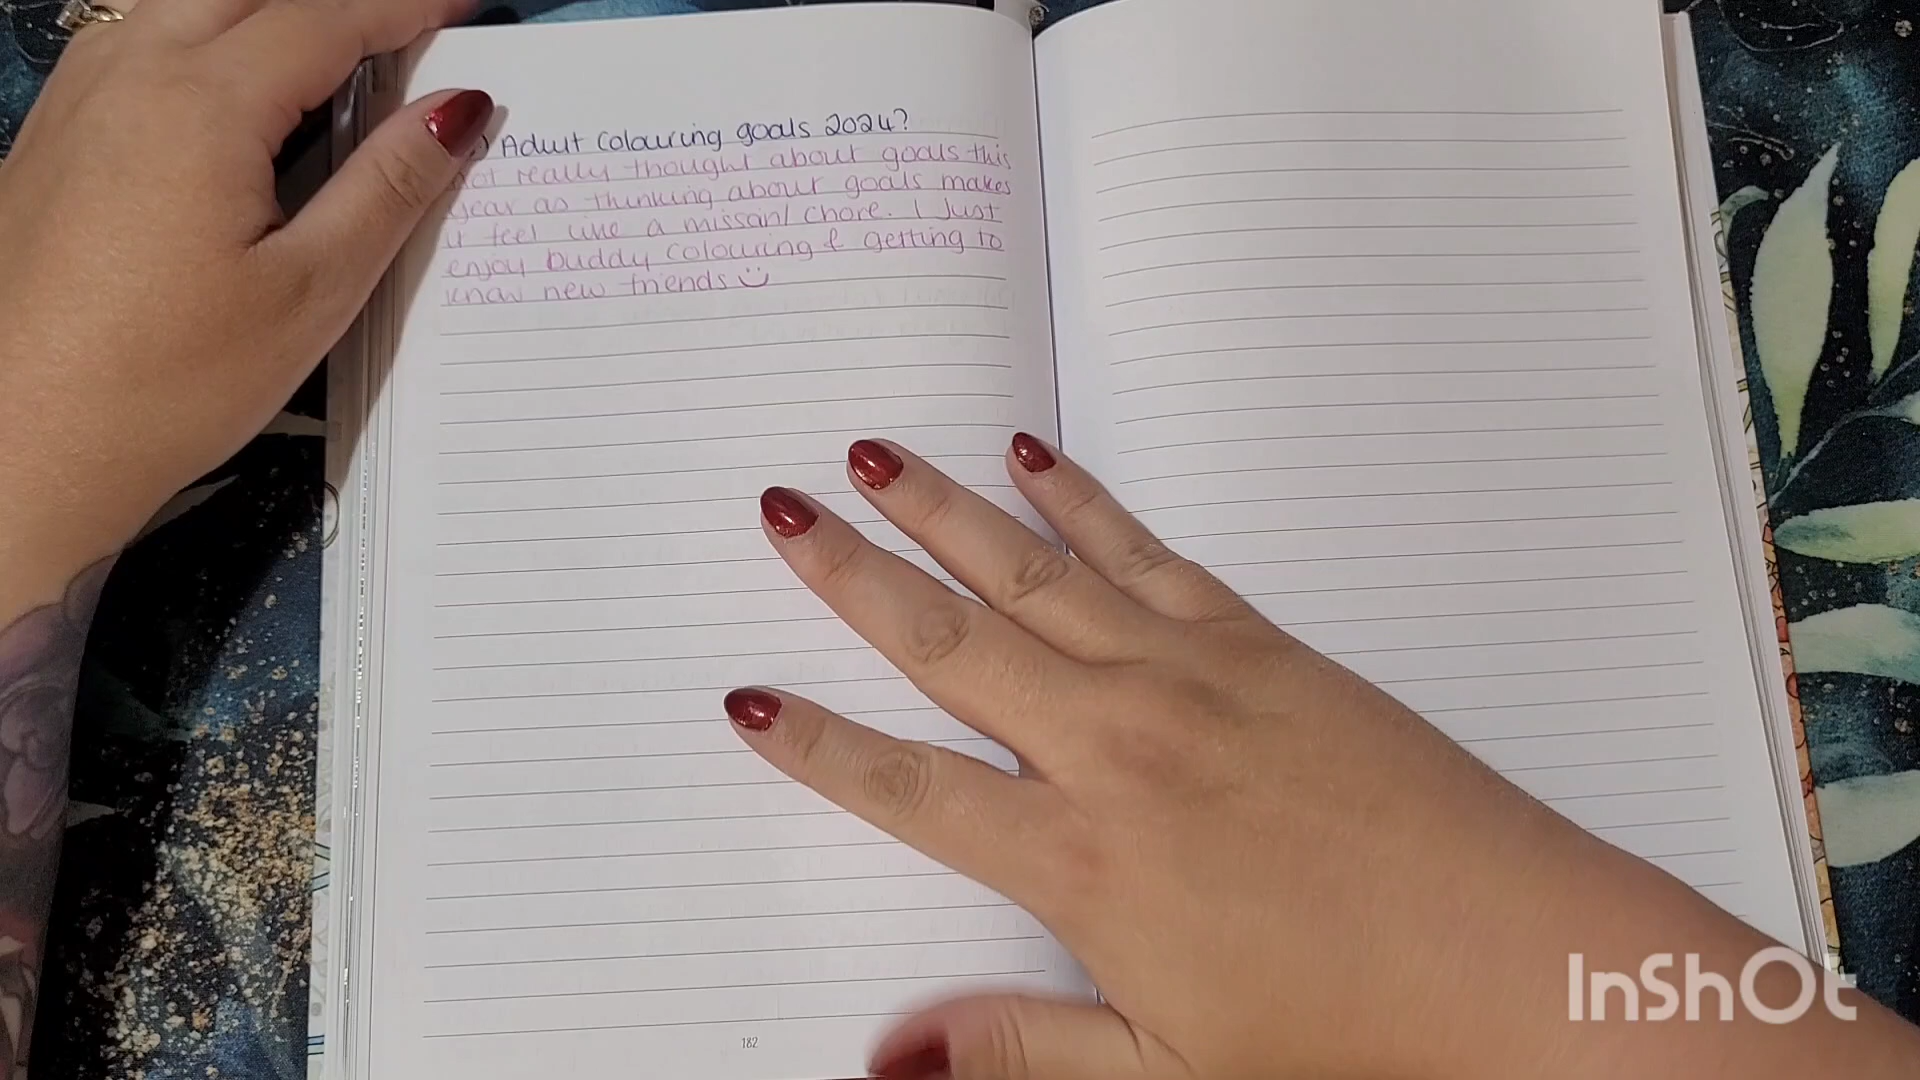 ) Adult Colouring goals 2024?
not really thought about goals this
year as thinking about goals makes
it feel like a missan/ chore. I Just
enjoy buddy colouring & getting to
know new friends
182
InShOt